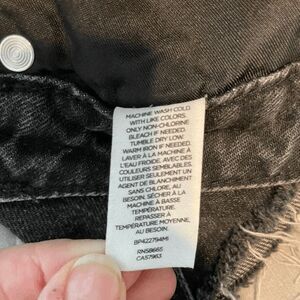 MACHINE WASH COLD
WITH LIKE COLORS.
ONLY NON-CHLORINE
BLEACH IF NEEDED.
TUMBLE DRY LOW.
WARM IRON IF NEEDED.
LAVER À LA MACHINE À
L'EAU FROIDE, AVEC DES
COULEURS SEMBLABLES.
UTILISER SEULEMENT UN
AGENT DE BLANCHIMENT
SANS CHLORE, AU
BESOIN. SÉCHER À LA
MACHINE À BASSE
TEMPÉRATURE.
REPASSER À
TEMPÉRATURE MOYENNE,
AU BESOIN.
BP422794MI
RN58665
CA57963